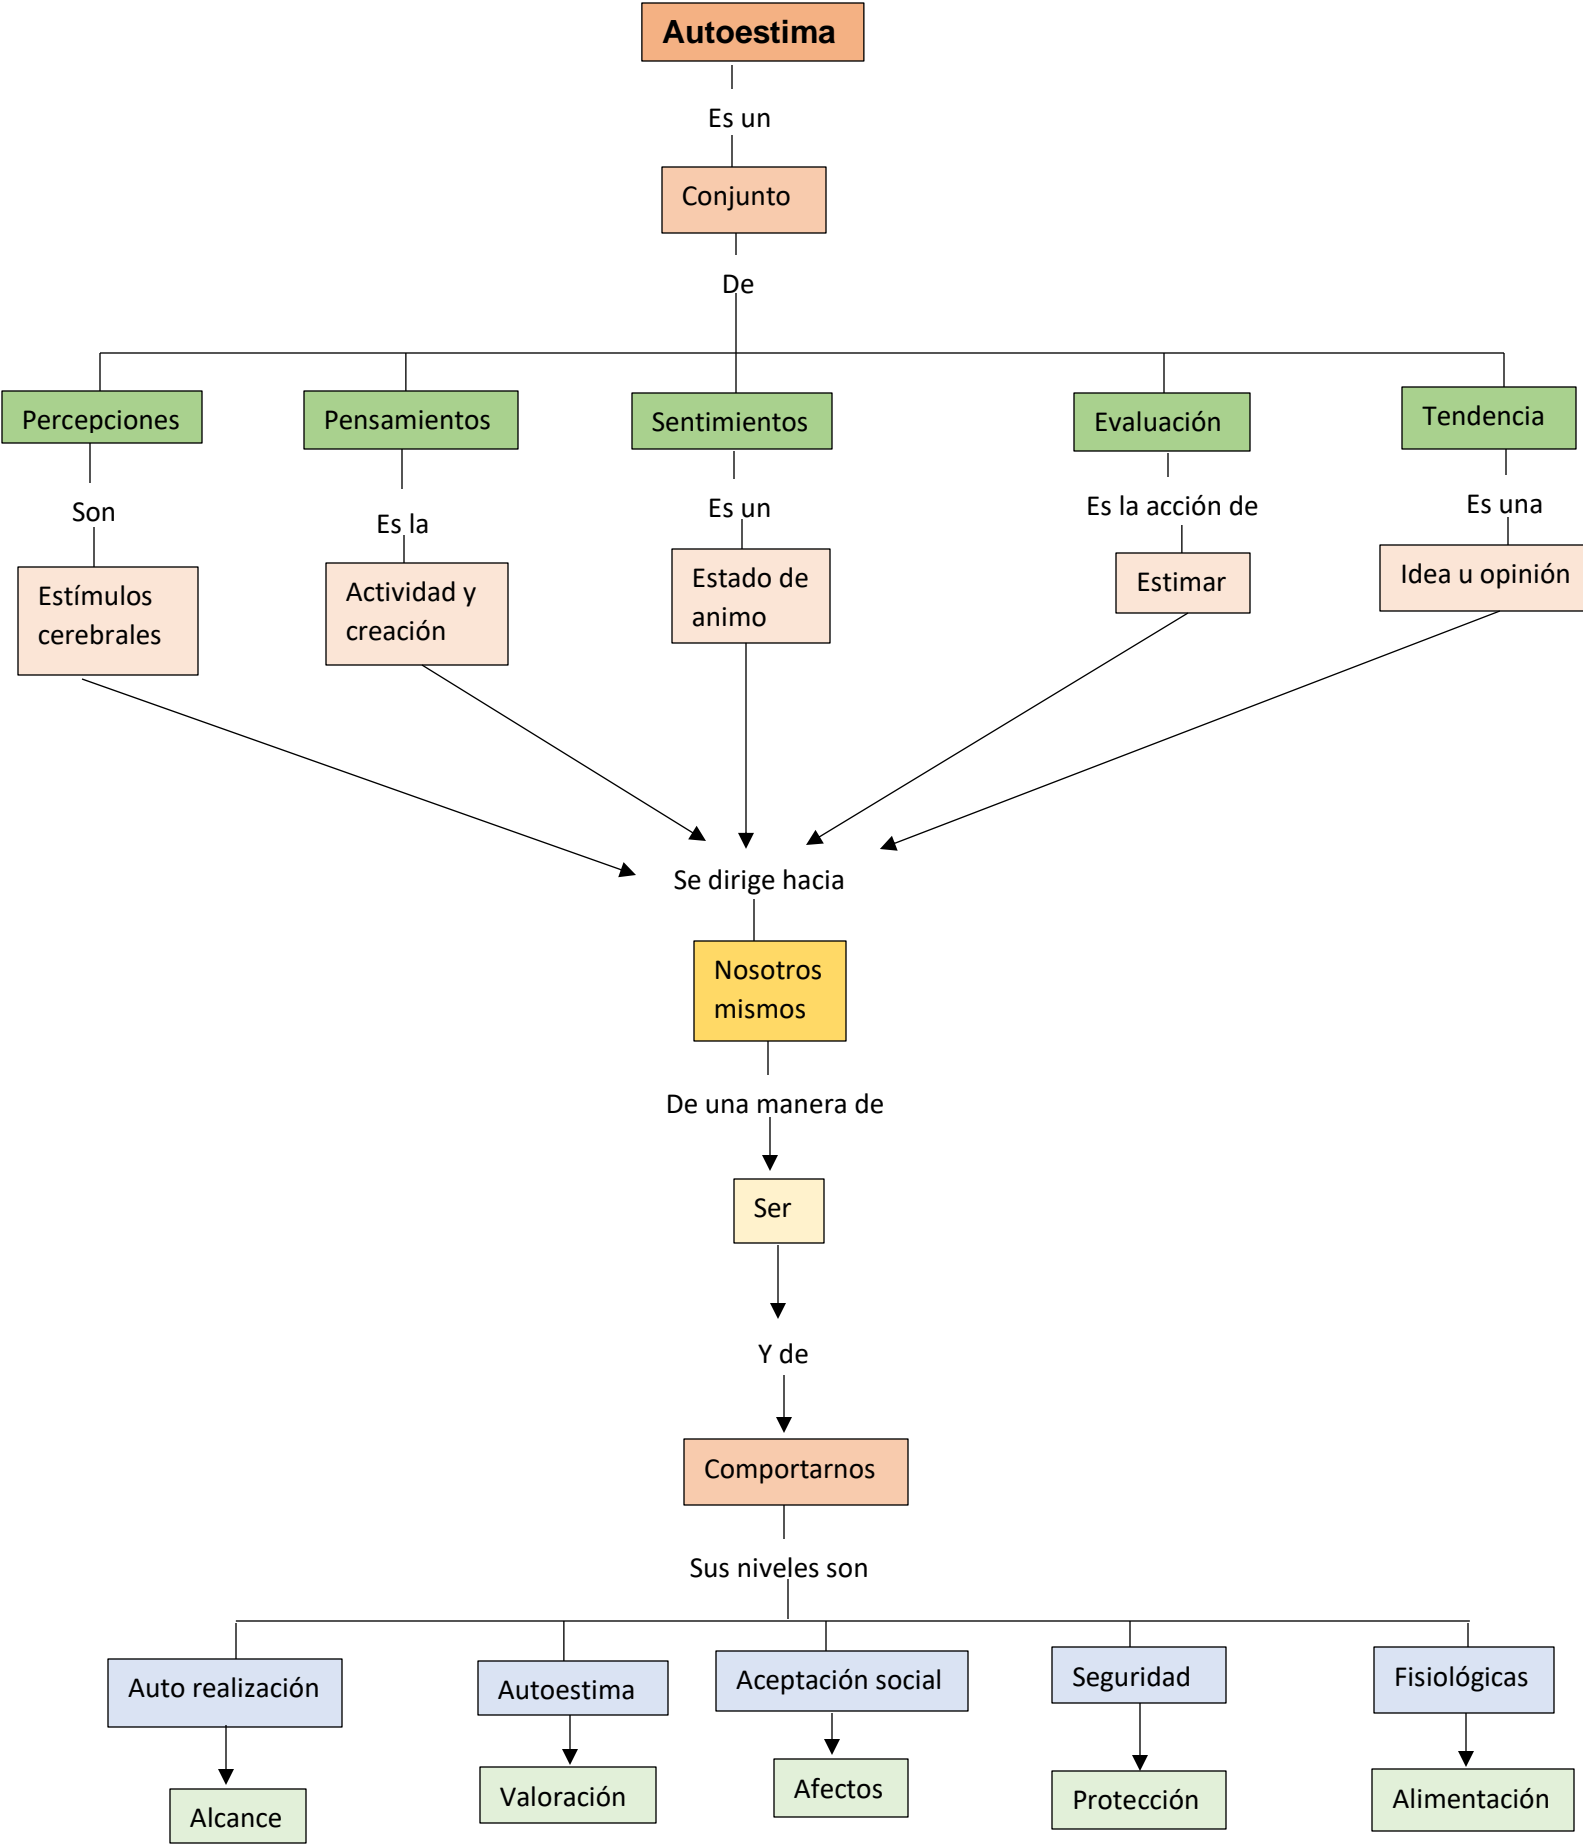 Autoestima
Es un
Conjunto
De
Percepciones
Pensamientos
Sentimientos
Evaluación
Tendencia
Son
Es la
Es un
Es la acción de
Es una
Estímulos
cerebrales
Actividad y
creación
Estado de
animo
Estimar
Idea u opinión
Se dirige hacia
Nosotros
mismos
De una manera de
Ser
Y de
Comportarnos
Sus niveles son
Auto realización
Autoestima
Aceptación social
Seguridad
Fisiológicas
Alcance
Valoración
Afectos
Protección
Alimentación